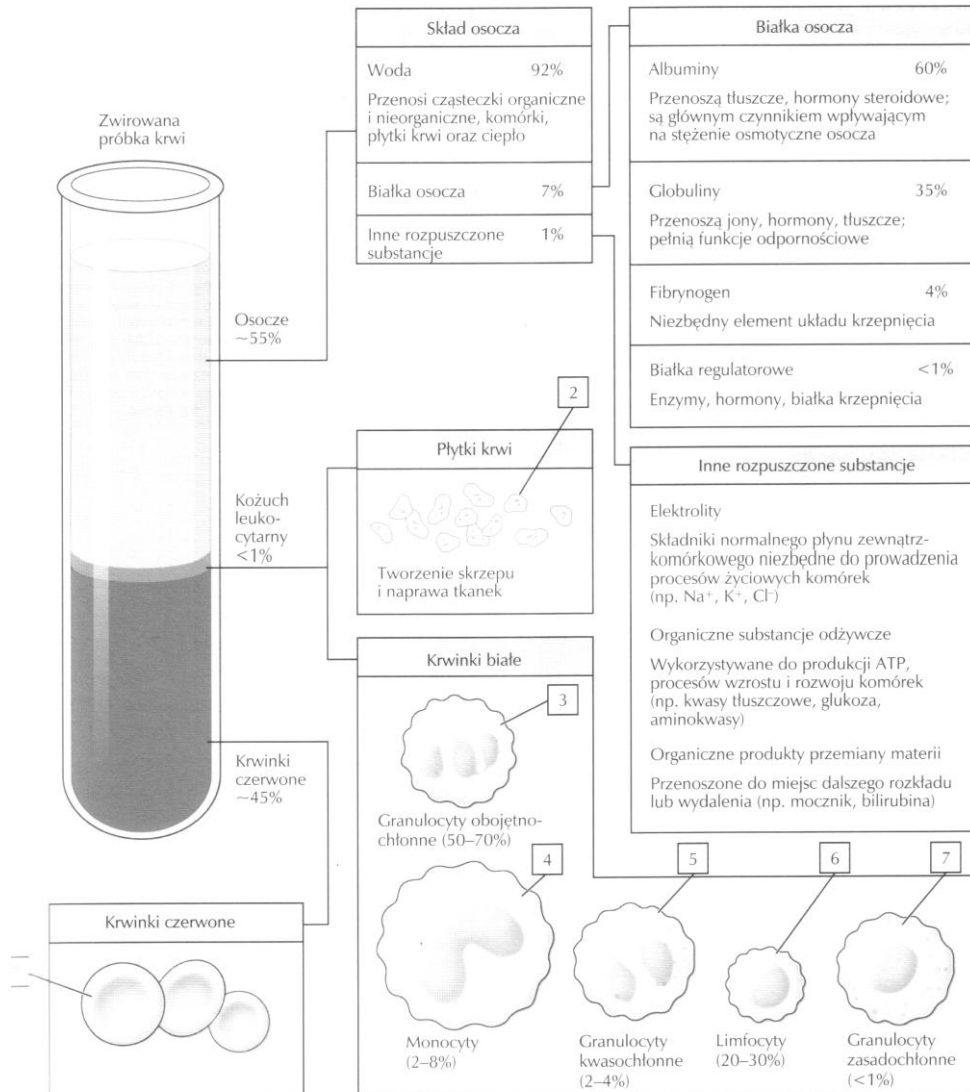 Zwirowana
próbka krwi
Osocze
~55%
Kożuch
leuko-
cytarny
<1%
Krwinki
czerwone
~45%
Skład osocza
Woda 92%
Przenosi cząsteczki organiczne
i nieorganiczne, komórki,
płytki krwi oraz ciepło
Białka osocza 7%
Inne rozpuszczone 1%
substancje
Białka osocza
Albuminy 60%
Przenoszą tłuszcze, hormony steroidowe;
są głównym czynnikiem wpływającym
na stężenie osmotyczne osocza
Globuliny 35%
Przenoszą jony, hormony, tłuszcze;
pełnią funkcje odpornościowe
Fibrynogen 4%
Niezbędny element układu krzepnięcia
Białka regulatorowe <1%
Enzymy, hormony, białka krzepnięcia
2
Płytki krwi
Tworzenie skrzepu
i naprawa tkanek
Inne rozpuszczone substancje
Elektrolity
Składniki normalnego płynu zewnątrz-
komórkowego niezbędne do prowadzenia
procesów życiowych komórek
(np. Na⁺, K⁺, Cl⁻)
Organiczne substancje odżywcze
Wykorzystywane do produkcji ATP,
procesów wzrostu i rozwoju komórek
(np. kwasy tłuszczowe, glukoza,
aminokwasy)
Organiczne produkty przemiany materii
Przenoszone do miejsc dalszego rozkładu
lub wydalenia (np. mocznik, bilirubina)
Krwinki białe
3
Granulocyty obojętno-
chłonne (50–70%)
4
Monocyty
(2–8%)
5
Granulocyty
kwasochłonne
(2–4%)
6
Limfocyty
(20–30%)
7
Granulocyty
zasadochłonne
(<1%)
Krwinki czerwone